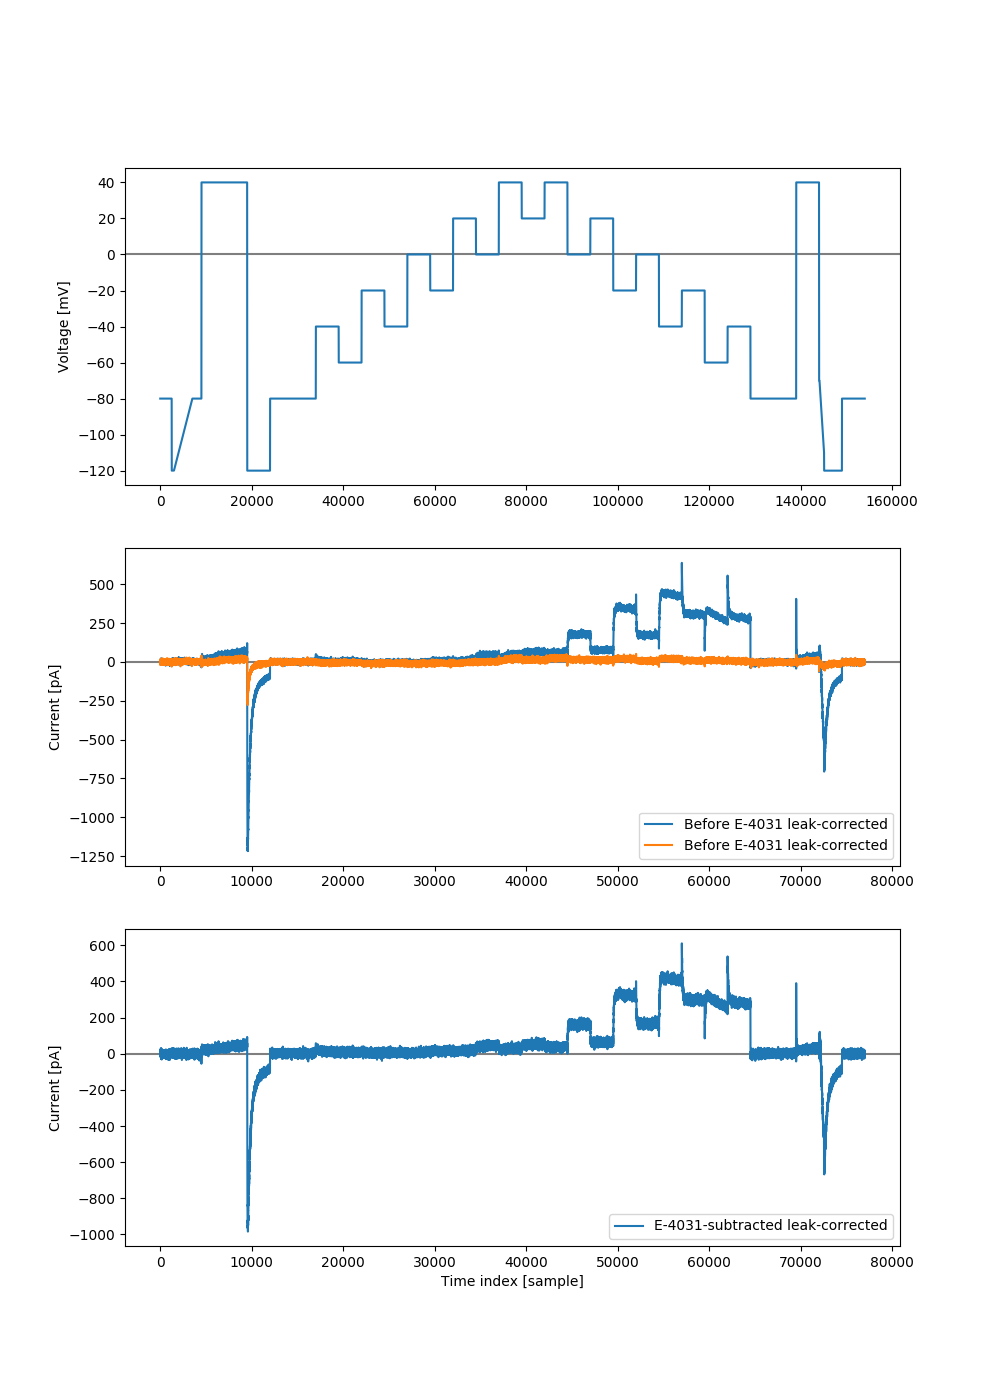 40
20
0
−20
−40
−60
−80
−100
−120
Voltage [mV]
0 20000 40000 60000 80000 100000 120000 140000 160000
500
250
0
−250
−500
−750
−1000
−1250
Current [pA]
Before E-4031 leak-corrected
Before E-4031 leak-corrected
0 10000 20000 30000 40000 50000 60000 70000 80000
600
400
200
0
−200
−400
−600
−800
−1000
Current [pA]
E-4031-subtracted leak-corrected
0 10000 20000 30000 40000 50000 60000 70000 80000
Time index [sample]